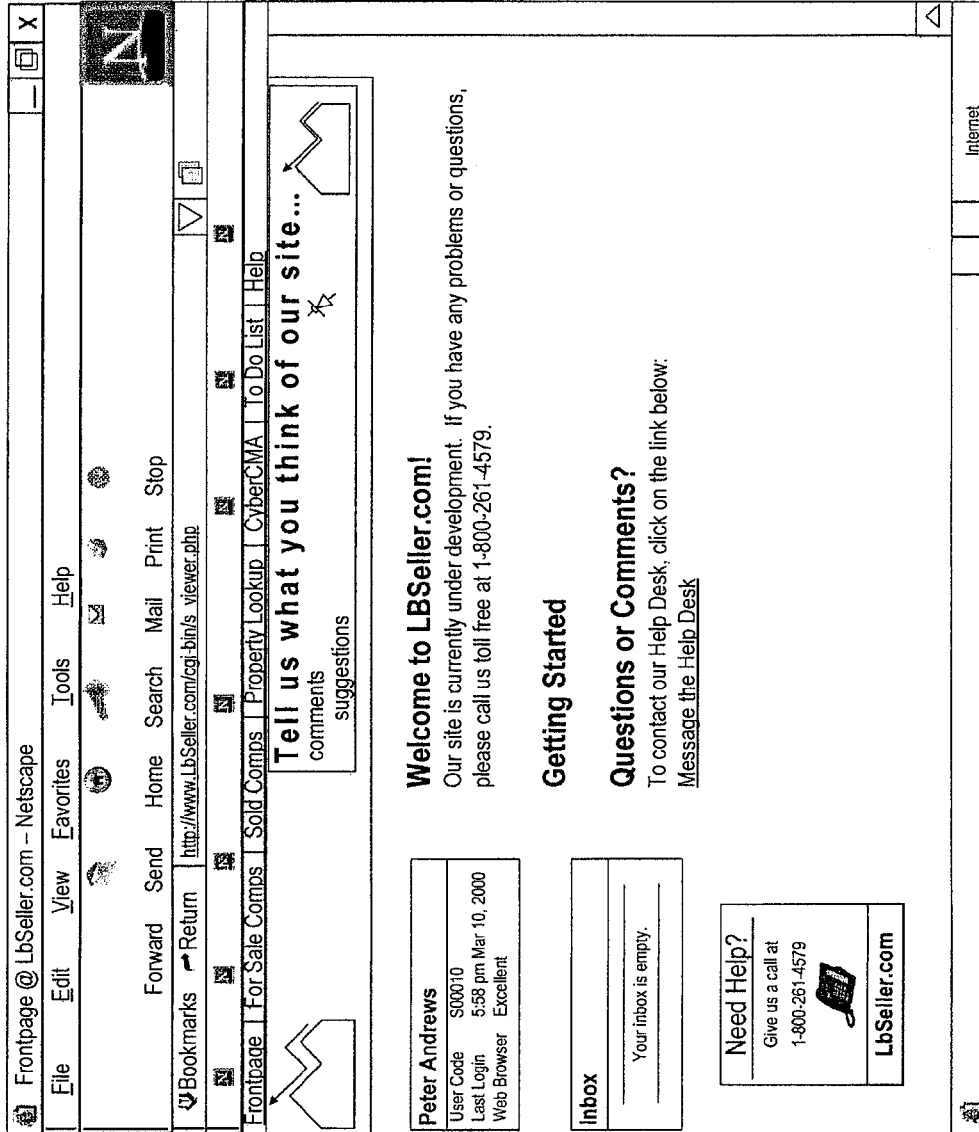 Frontpage @ LbSeller.com – Netscape
_ X
File Edit View Favorites Tools Help
N
Forward Send Home Search Mail Print Stop
Bookmarks Return http://www.LbSeller.com/cgi-bin/s_viewer.php
N N N N N N N
Frontpage | For Sale Comps | Sold Comps | Property Lookup | CyberCMA | To Do List | Help
Tell us what you think of our site...
comments
suggestions
Peter Andrews
User Code S00010
Last Login 5:58 pm Mar 10, 2000
Web Browser Excellent
Inbox
Your inbox is empty.
Need Help?
Give us a call at
1-800-261-4579
LbSeller.com
Welcome to LBSeller.com!
Our site is currently under development. If you have any problems or questions,
please call us toll free at 1-800-261-4579.
Getting Started
Questions or Comments?
To contact our Help Desk, click on the link below:
Message the Help Desk
Internet